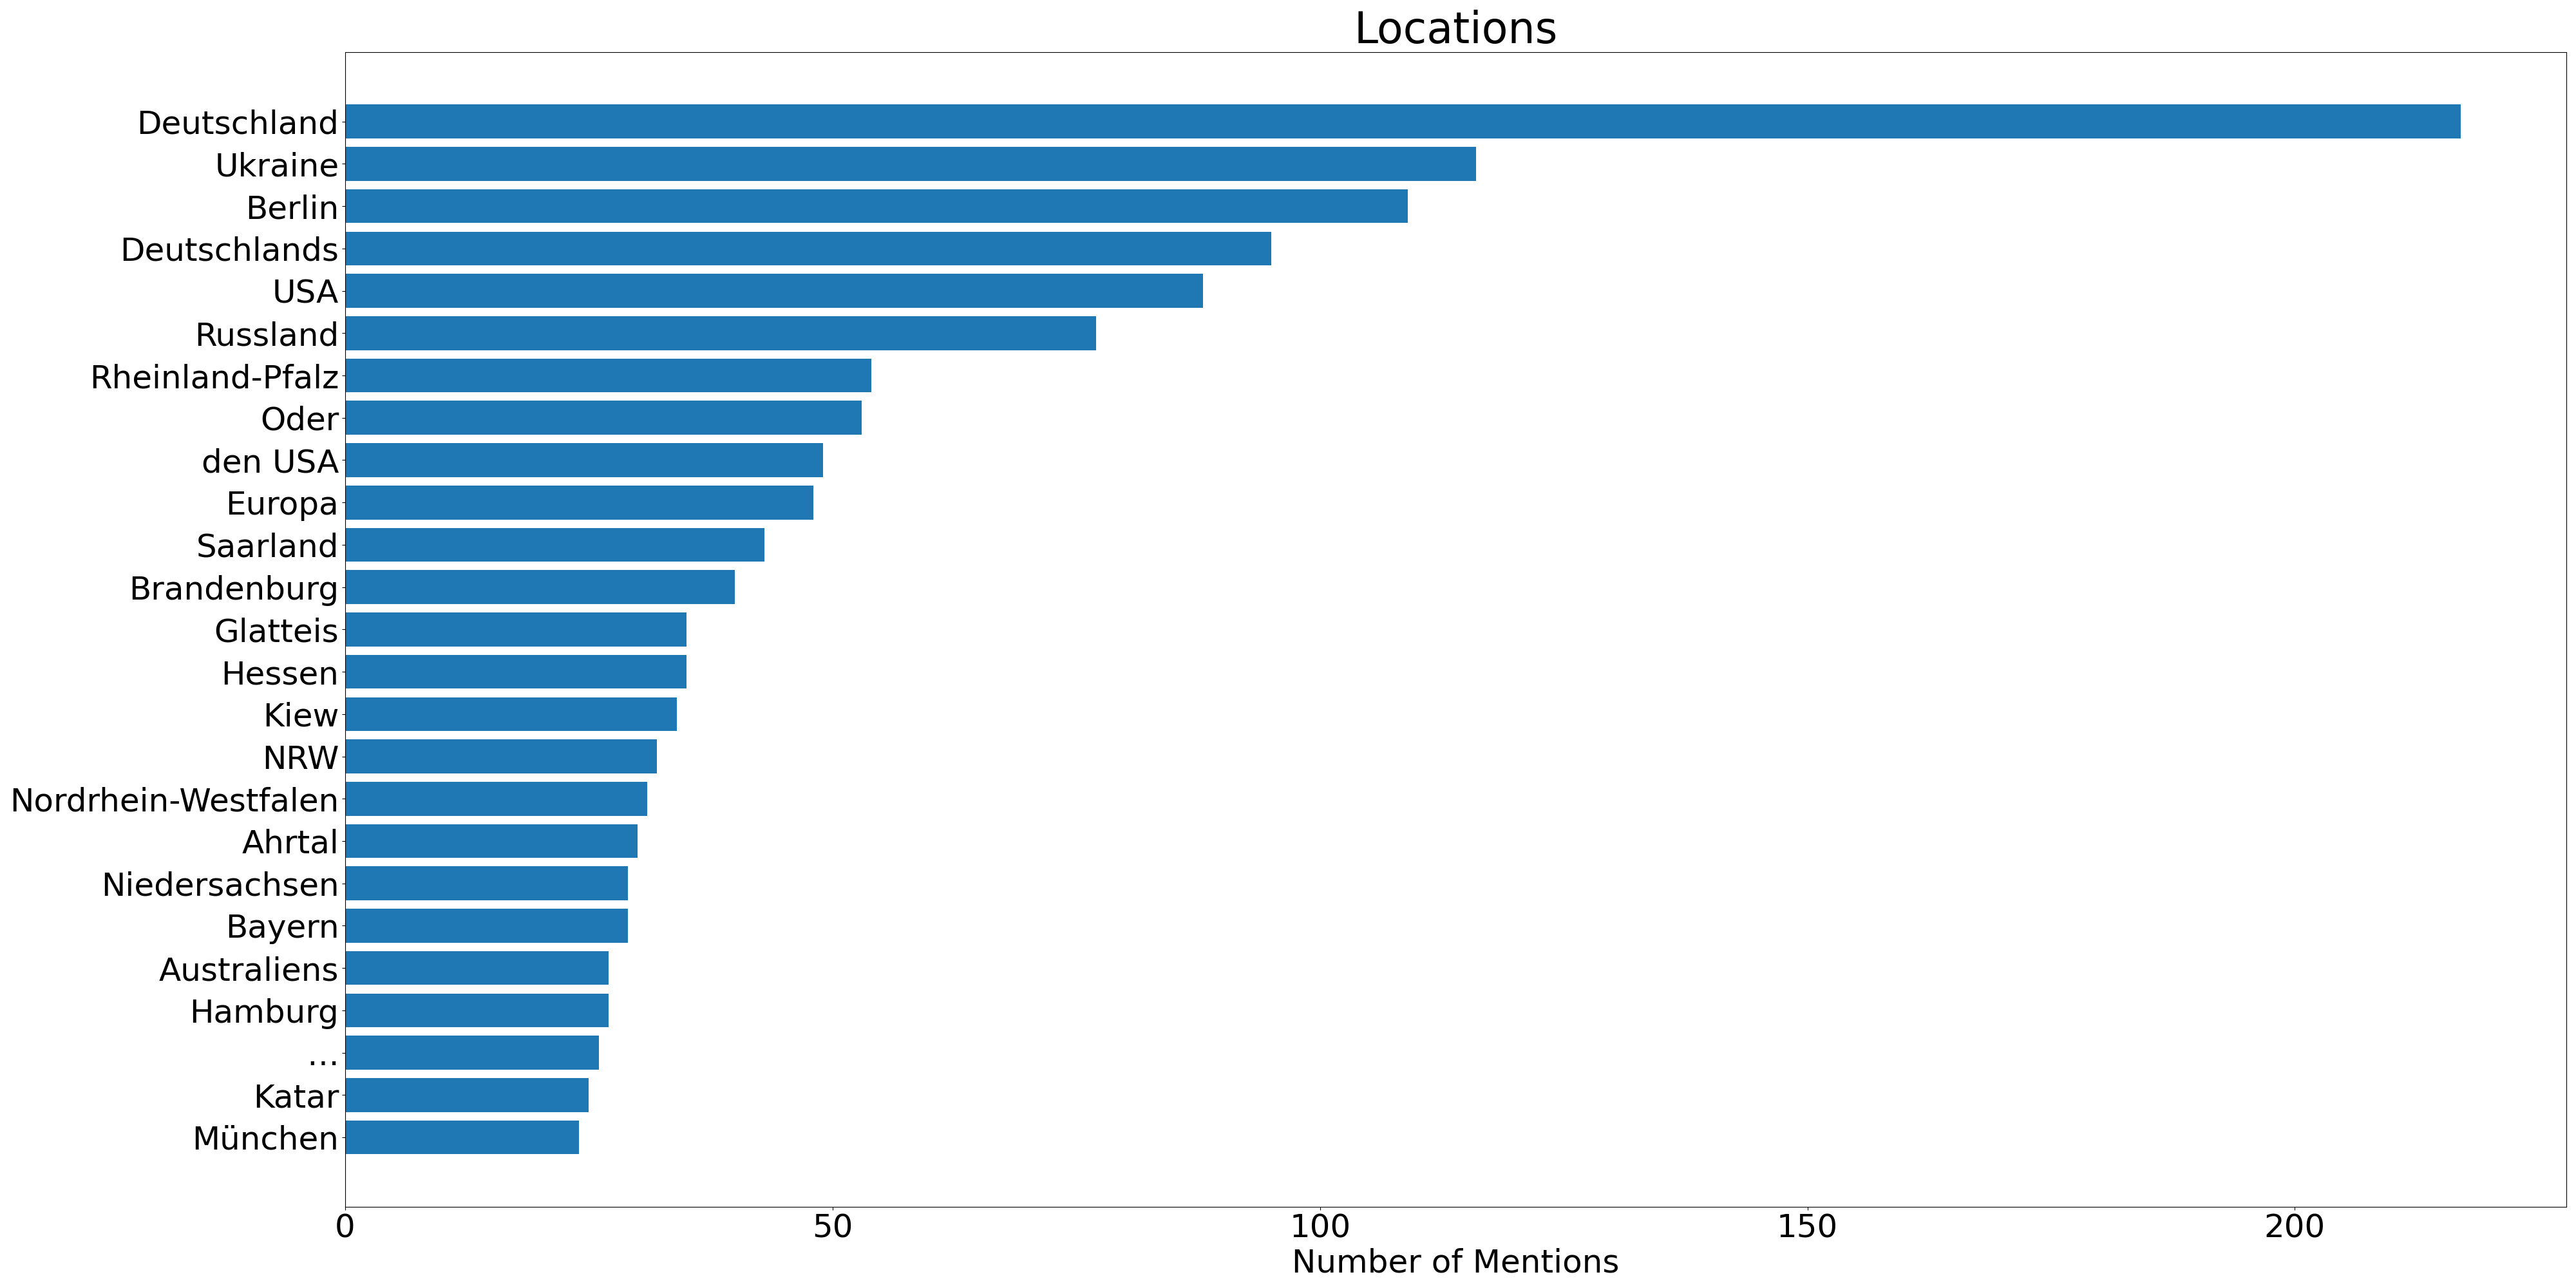 Locations
Deutschland
Ukraine
Berlin
Deutschlands
USA
Russland
Rheinland-Pfalz
Oder
den USA
Europa
Saarland
Brandenburg
Glatteis
Hessen
Kiew
NRW
Nordrhein-Westfalen
Ahrtal
Niedersachsen
Bayern
Australiens
Hamburg
...
Katar
München
0 50 100 150 200
Number of Mentions